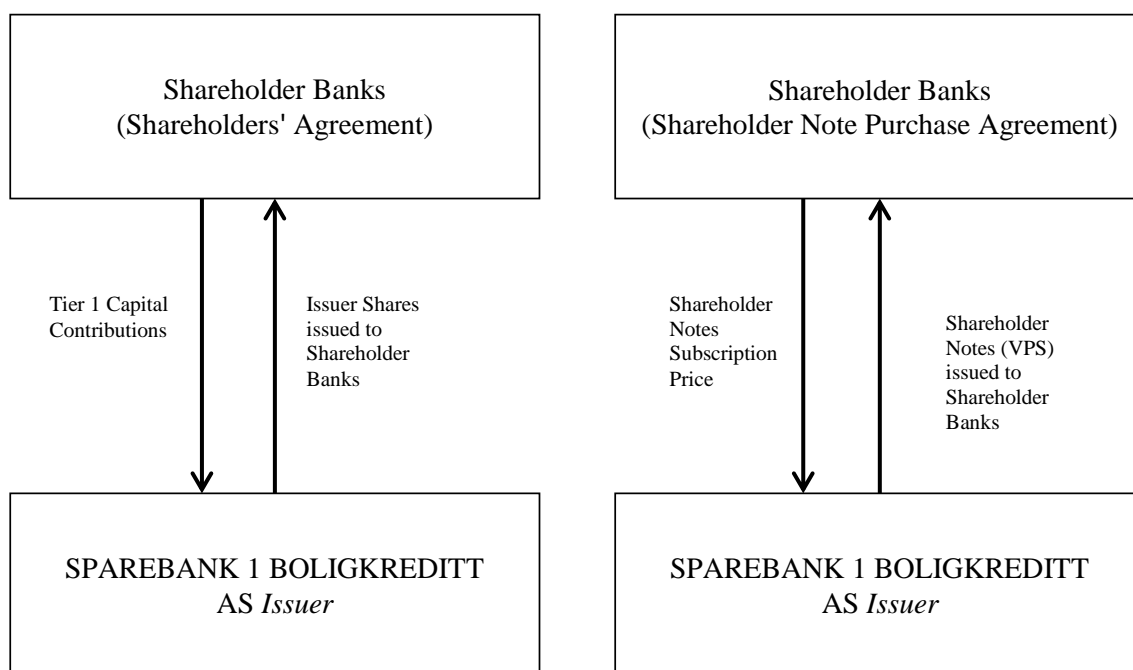 Shareholder Banks
(Shareholders' Agreement)
Tier 1 Capital
Contributions
Issuer Shares
issued to
Shareholder
Banks
SPAREBANK 1 BOLIGKREDITT
AS Issuer
Shareholder Banks
(Shareholder Note Purchase Agreement)
Shareholder
Notes
Subscription
Price
Shareholder
Notes (VPS)
issued to
Shareholder
Banks
SPAREBANK 1 BOLIGKREDITT
AS Issuer